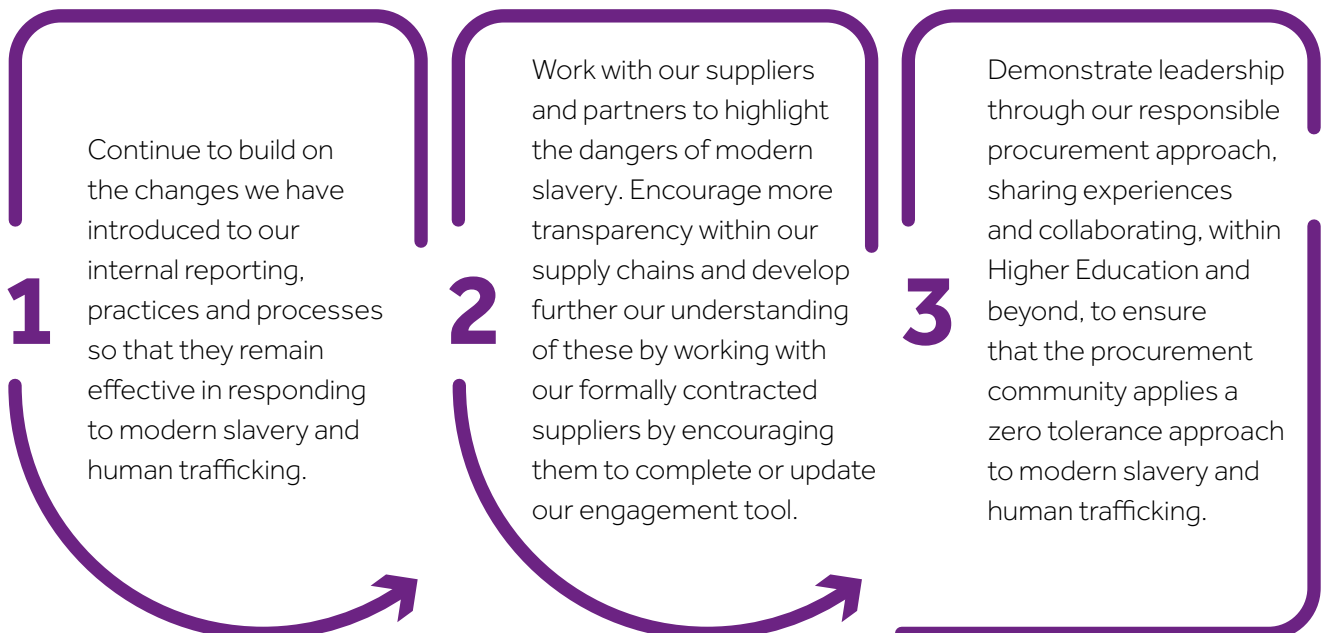 1
Continue to build on
the changes we have
introduced to our
internal reporting,
practices and processes
so that they remain
effective in responding
to modern slavery and
human trafficking.
2
Work with our suppliers
and partners to highlight
the dangers of modern
slavery. Encourage more
transparency within our
supply chains and develop
further our understanding
of these by working with
our formally contracted
suppliers by encouraging
them to complete or update
our engagement tool.
3
Demonstrate leadership
through our responsible
procurement approach,
sharing experiences
and collaborating, within
Higher Education and
beyond, to ensure
that the procurement
community applies a
zero tolerance approach
to modern slavery and
human trafficking.